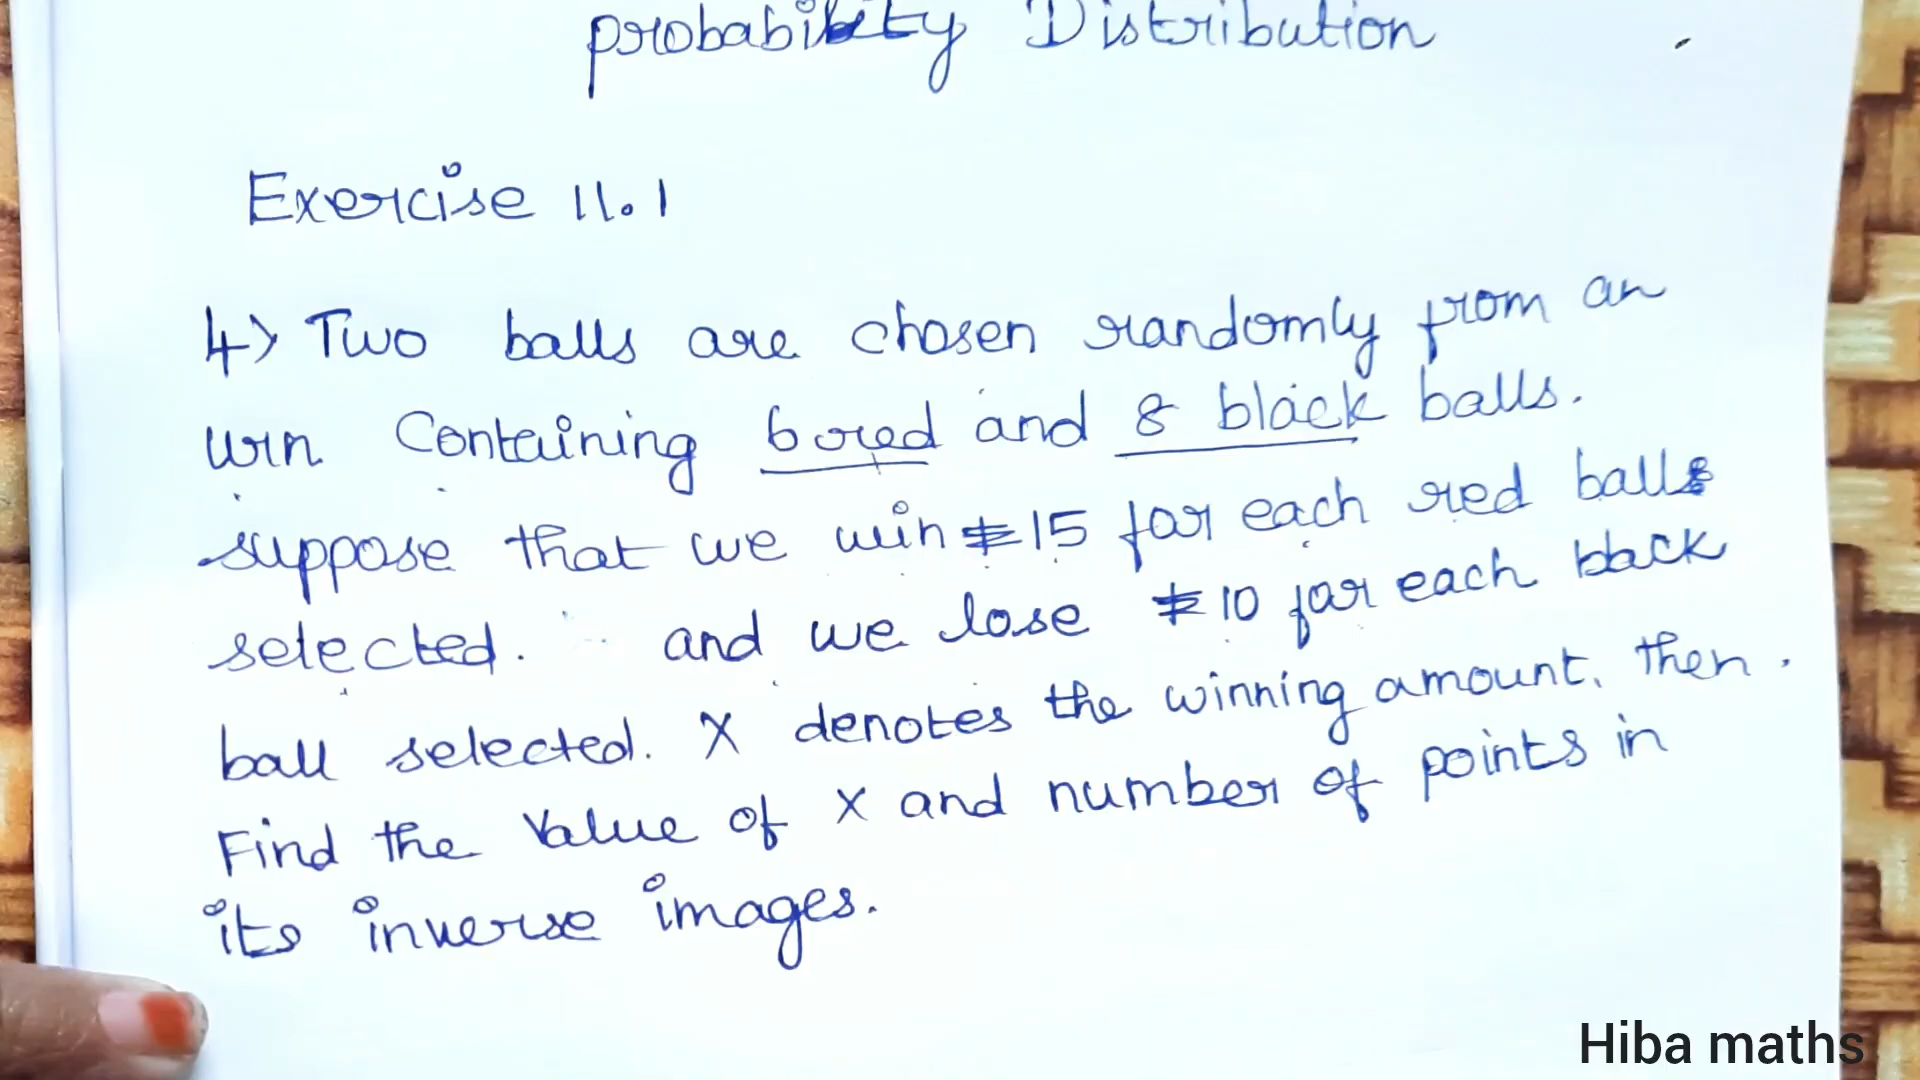 probability Distribution
Exercise 11.1
4) Two balls are chosen randomly from an
urn Containing 6 red and 8 black balls.
suppose that we win ₹15 for each red balls
selected. and we lose ₹10 for each black
ball selected. X denotes the winning amount. then
Find the Value of X and number of points in
its inverse images.
Hiba maths